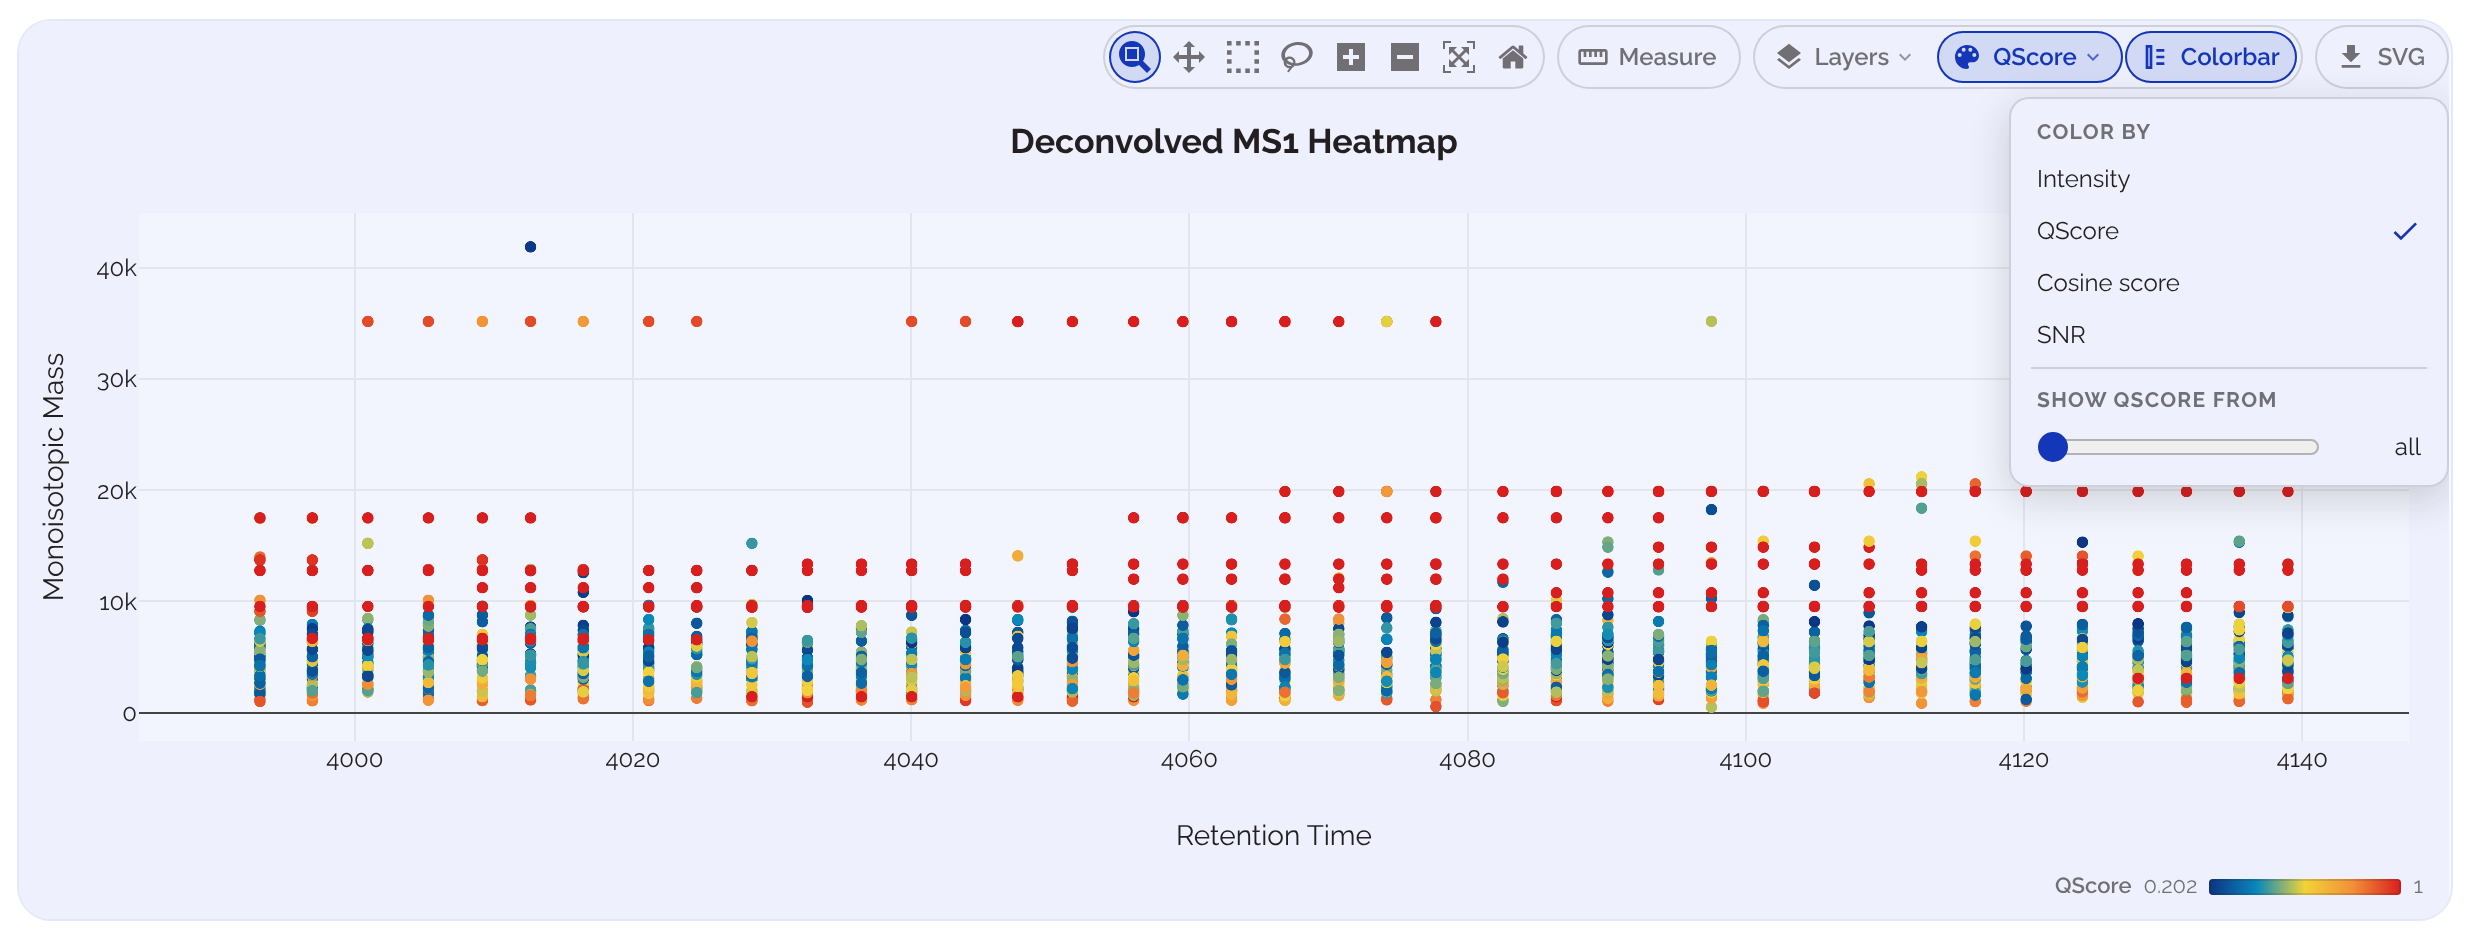 Measure
Layers
QScore
Colorbar
SVG
Deconvolved MS1 Heatmap
COLOR BY
Intensity
QScore
Cosine score
SNR
SHOW QSCORE FROM
all
Monoisotopic Mass
40k
30k
20k
10k
0
4000 4020 4040 4060 4080 4100 4120 4140
Retention Time
QScore 0.202 1